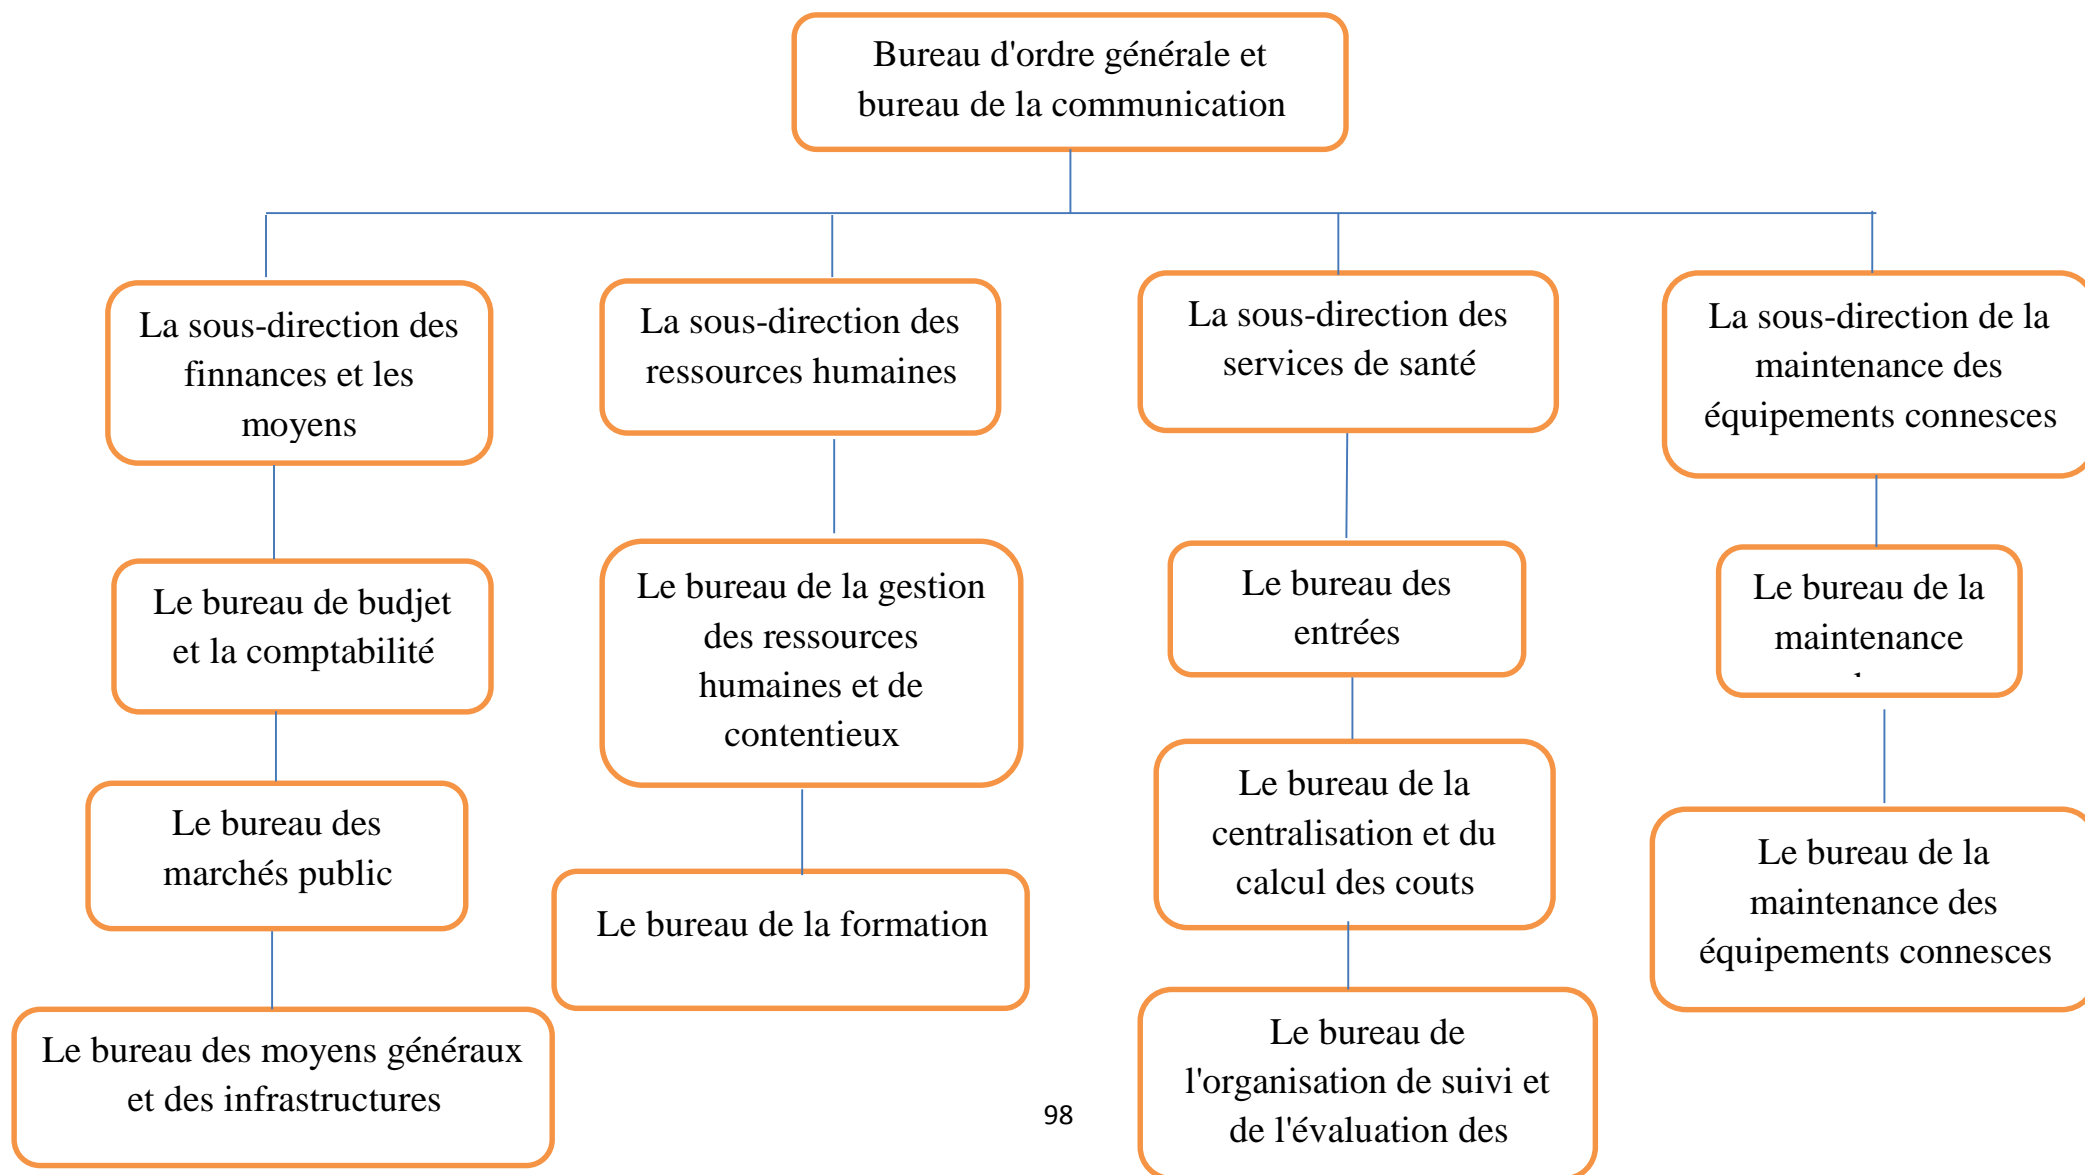 Bureau d'ordre générale et
bureau de la communication
La sous-direction des
finnances et les
moyens
Le bureau de budjet
et la comptabilité
Le bureau des
marchés public
Le bureau des moyens généraux
et des infrastructures
La sous-direction des
ressources humaines
Le bureau de la gestion
des ressources
humaines et de
contentieux
Le bureau de la formation
La sous-direction des
services de santé
Le bureau des
entrées
Le bureau de la
centralisation et du
calcul des couts
Le bureau de
l'organisation de suivi et
de l'évaluation des
La sous-direction de la
maintenance des
équipements connesces
Le bureau de la
maintenance
Le bureau de la
maintenance des
équipements connesces
98